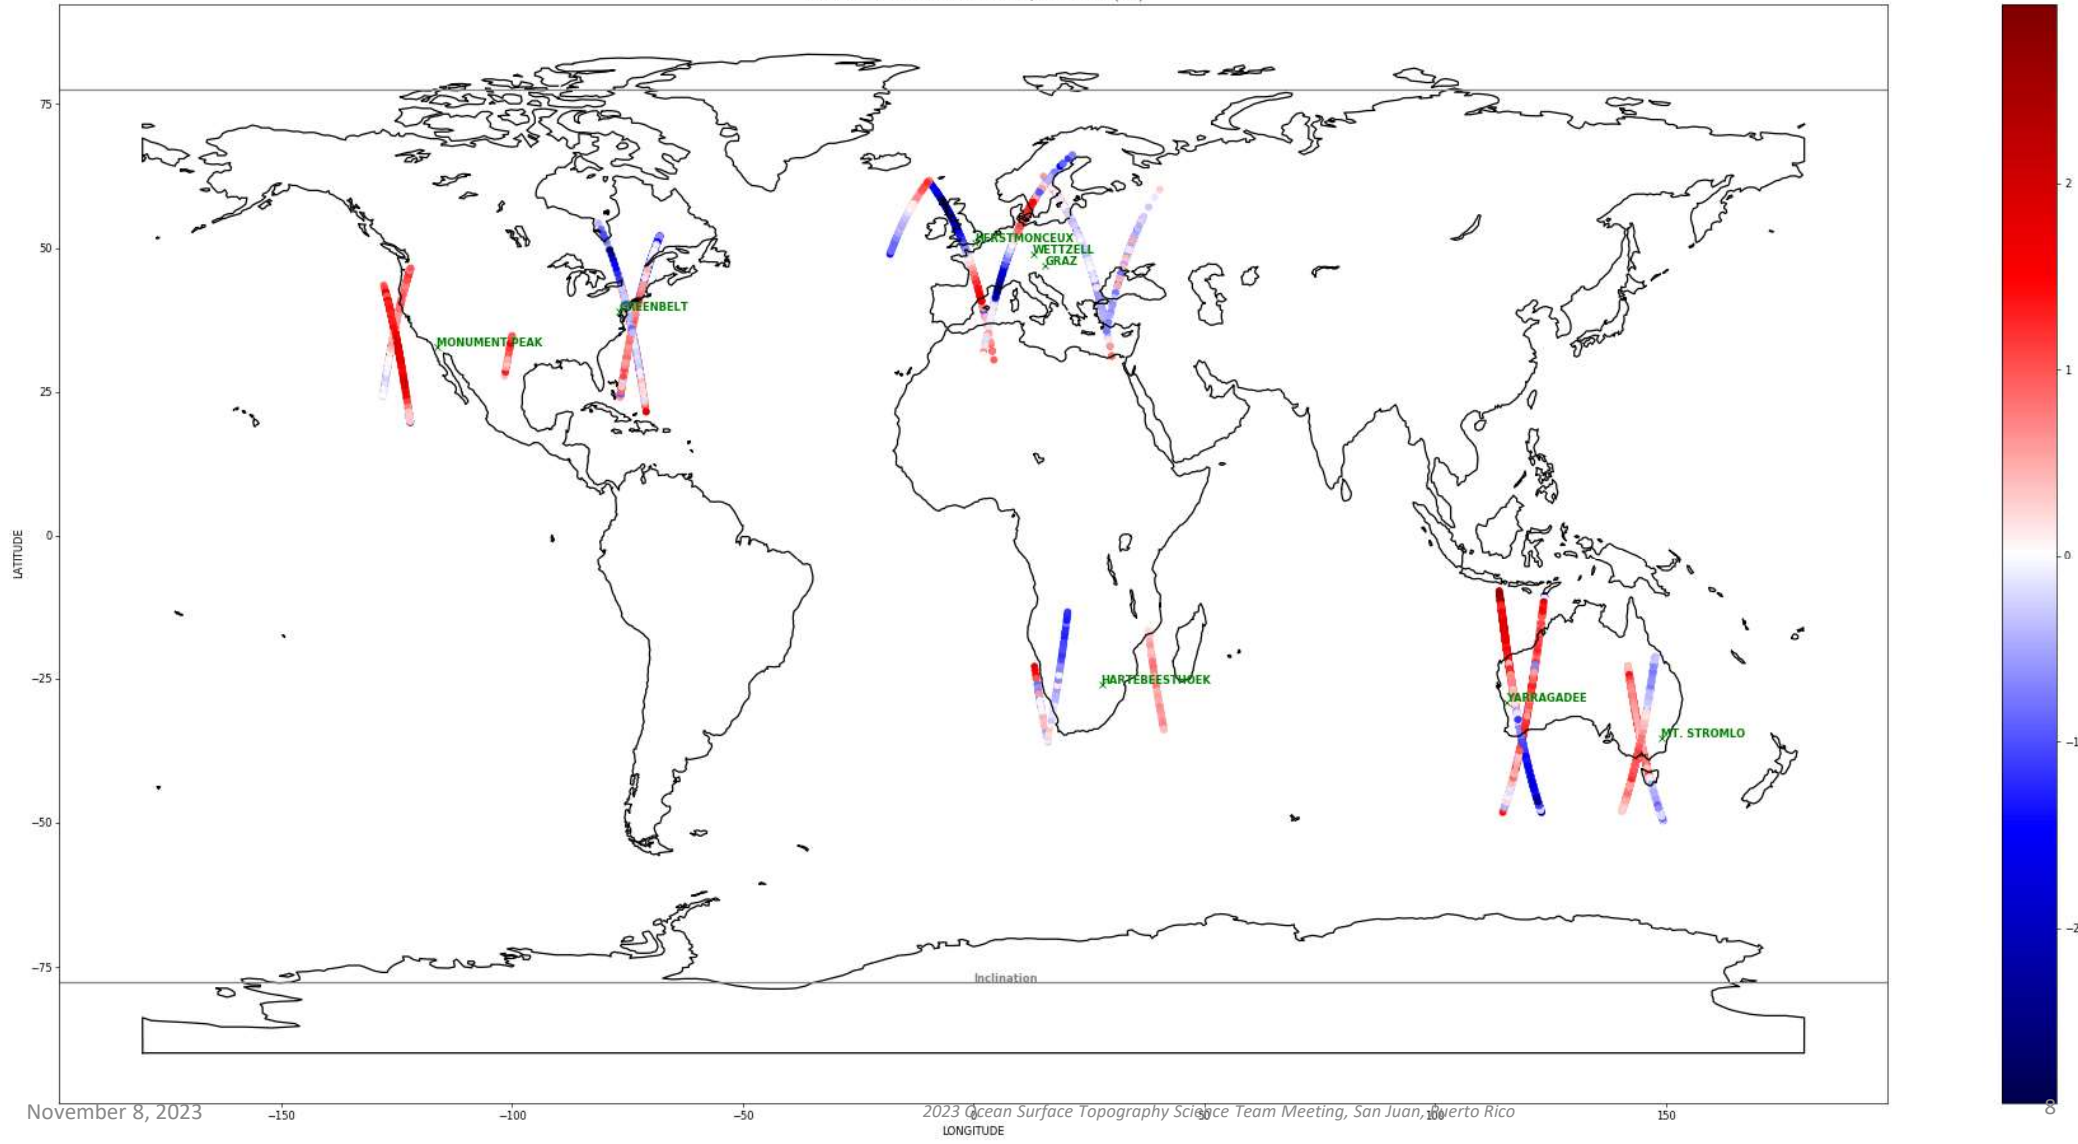 75
50
25
0
−25
−50
−75
LATITUDE
HERSTMONCEUX
WETTZELL
GRAZ
GREENBELT
MONUMENT PEAK
HARTEBEESTHOEK
YARRAGADEE
MT. STROMLO
Inclination
2
1
0
−1
−2
−150
−100
−50
0
50
100
150
LONGITUDE
November 8, 2023
2023 Ocean Surface Topography Science Team Meeting, San Juan, Puerto Rico
8